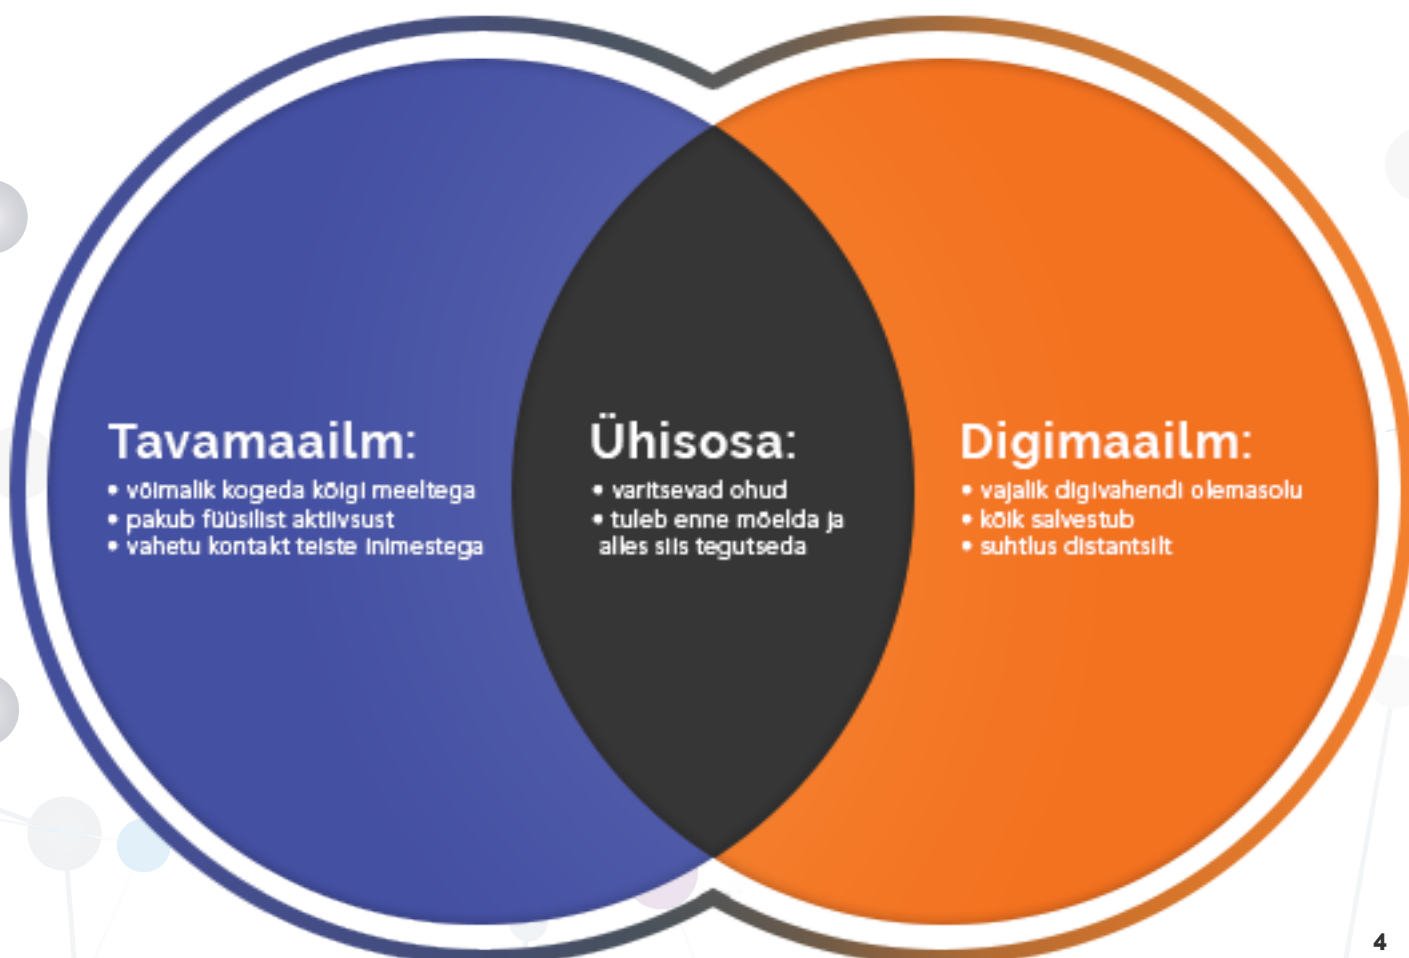 Tavamaailm:
• võimalik kogeda kõigi meeltega
• pakub füüsilist aktiivsust
• vahetu kontakt teiste inimestega
Ühisosa:
• varitsevad ohud
• tuleb enne mõelda ja
alles siis tegutseda
Digimaailm:
• vajalik digivahendi olemasolu
• kõik salvestub
• suhtlus distantsilt
4